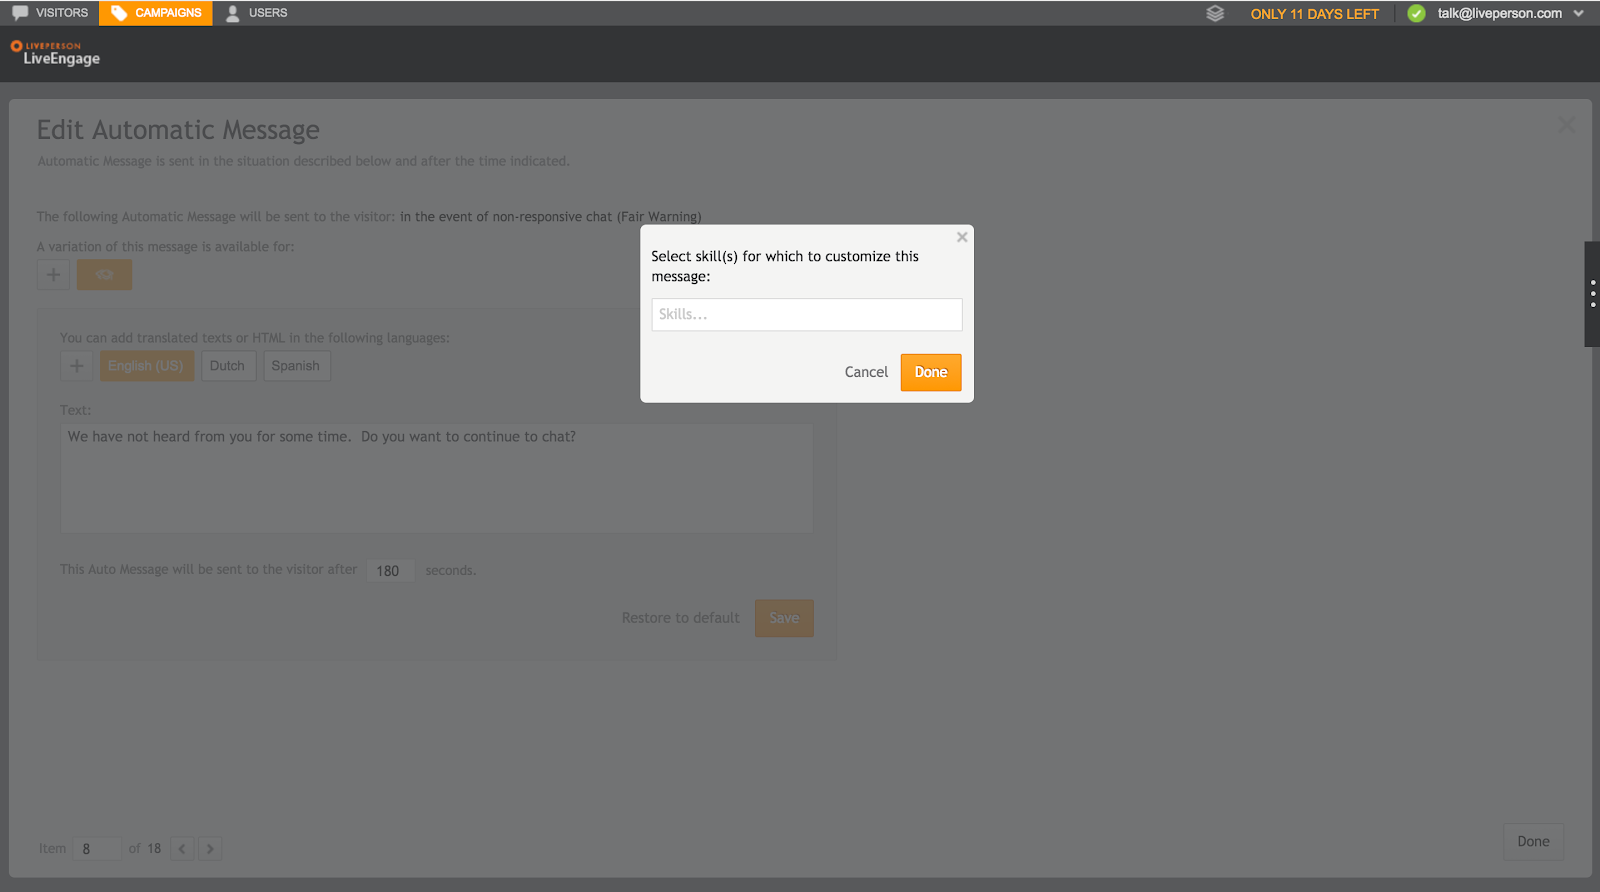 VISITORS CAMPAIGNS USERS ONLY 11 DAYS LEFT talk@liveperson.com
LIVEPERSON
LiveEngage
Edit Automatic Message
Automatic Message is sent in the situation described below and after the time indicated.
The following Automatic Message will be sent to the visitor: in the event of non-responsive chat (Fair Warning)
A variation of this message is available for:
+
Select skill(s) for which to customize this
message:
Skills...
Cancel Done
You can add translated texts or HTML in the following languages:
+ English (US) Dutch Spanish
Text:
We have not heard from you for some time.  Do you want to continue to chat?
This Auto Message will be sent to the visitor after 180 seconds.
Restore to default Save
Item 8 of 18 < >
Done